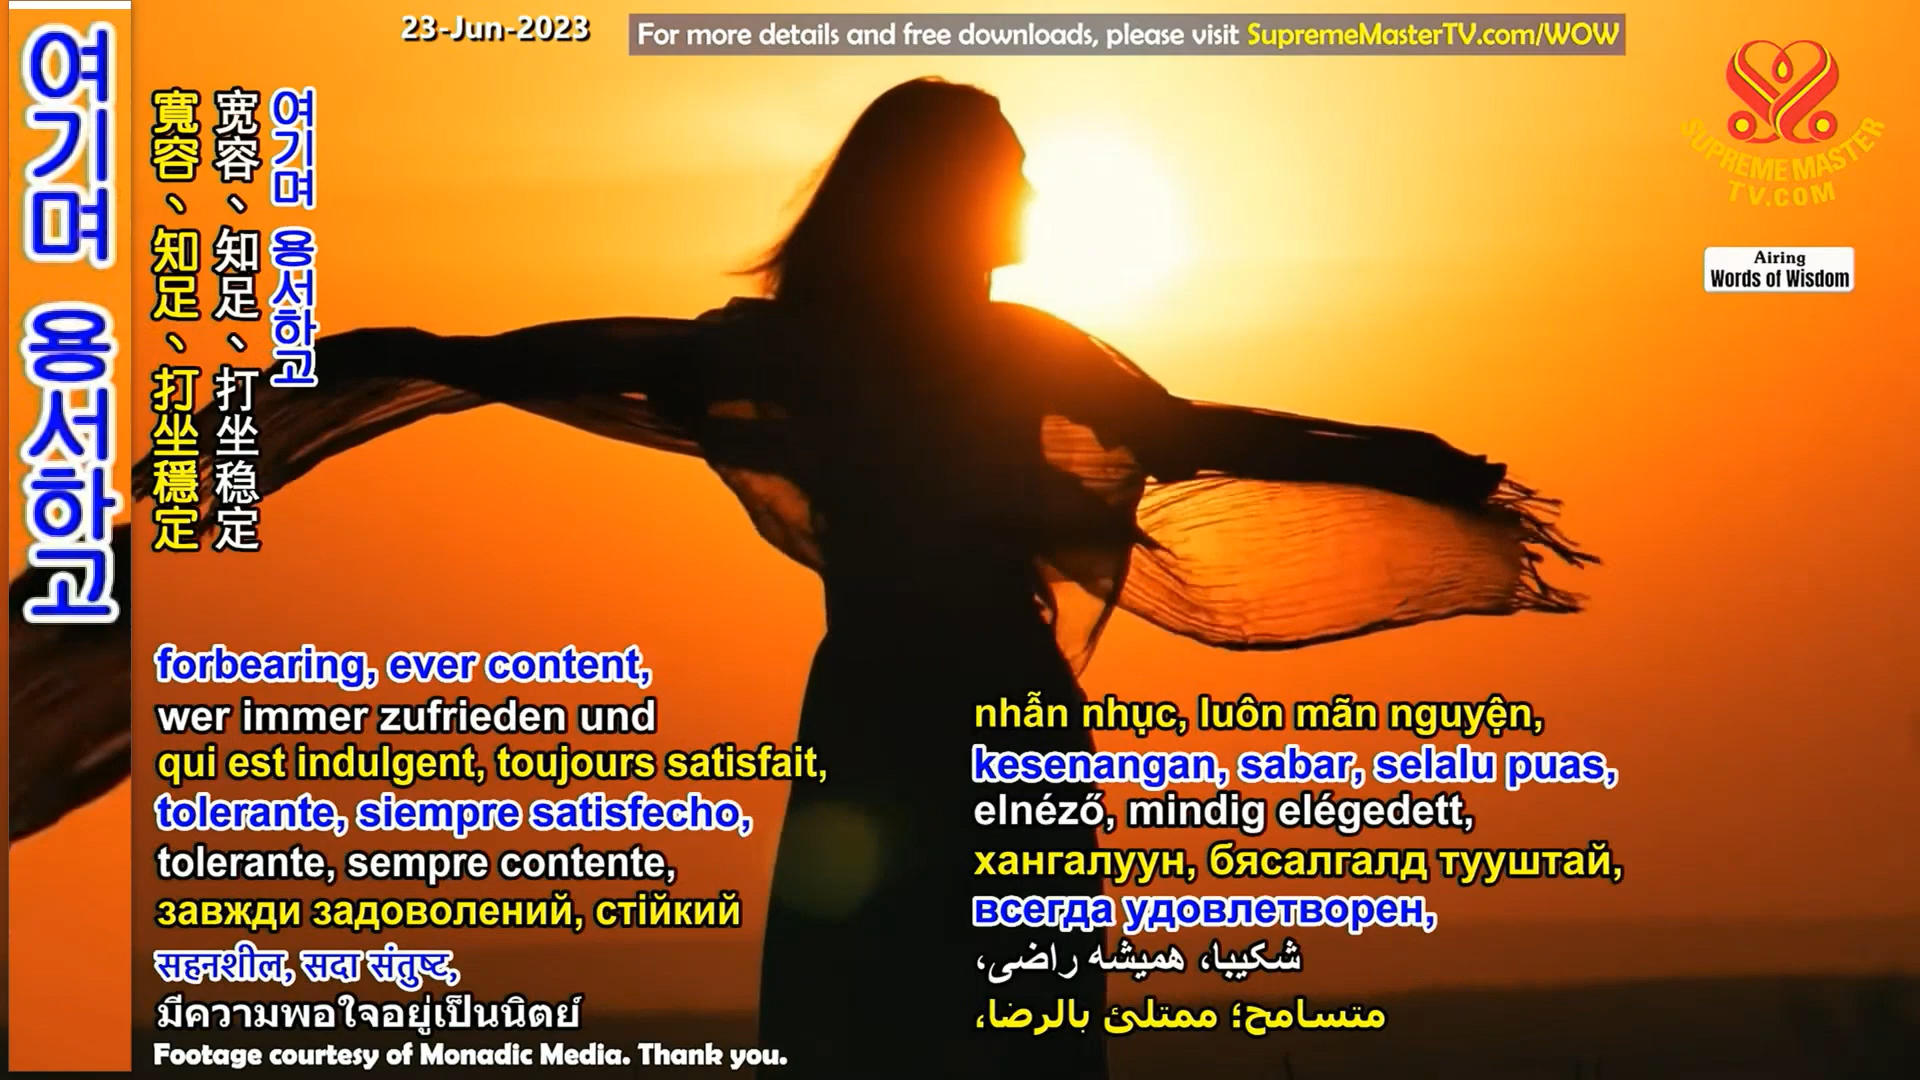 23-Jun-2023
For more details and free downloads, please visit SupremeMasterTV.com/WOW
SUPREME MASTER
TV.COM
Airing
Words of Wisdom
여기며 용서하고
寬容、知足、打坐穩定
宽容、知足、打坐稳定
여기며 용서하고
forbearing, ever content,
wer immer zufrieden und
qui est indulgent, toujours satisfait,
tolerante, siempre satisfecho,
tolerante, sempre contente,
завжди задоволений, стійкий
सहनशील, सदा संतुष्ट,
มีความพอใจอยู่เป็นนิตย์
nhẫn nhục, luôn mãn nguyện,
kesenangan, sabar, selalu puas,
elnéző, mindig elégedett,
хангалуун, бясалгалд тууштай,
всегда удовлетворен,
شکیبا، همیشه راضی،
متسامح؛ ممتلئ بالرضا،
Footage courtesy of Monadic Media. Thank you.